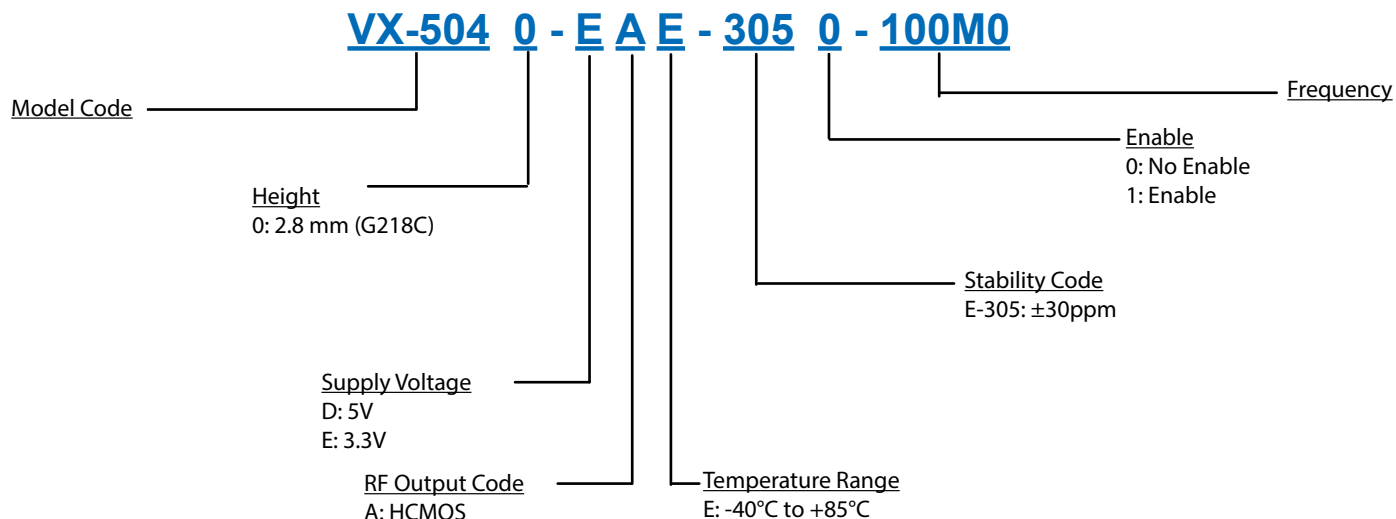 VX-504 0 - E A E - 305 0 - 100M0
Model Code
Frequency
Enable
0: No Enable
1: Enable
Height
0: 2.8 mm (G218C)
Stability Code
E-305: ±30ppm
Supply Voltage
D: 5V
E: 3.3V
RF Output Code
A: HCMOS
Temperature Range
E: -40°C to +85°C